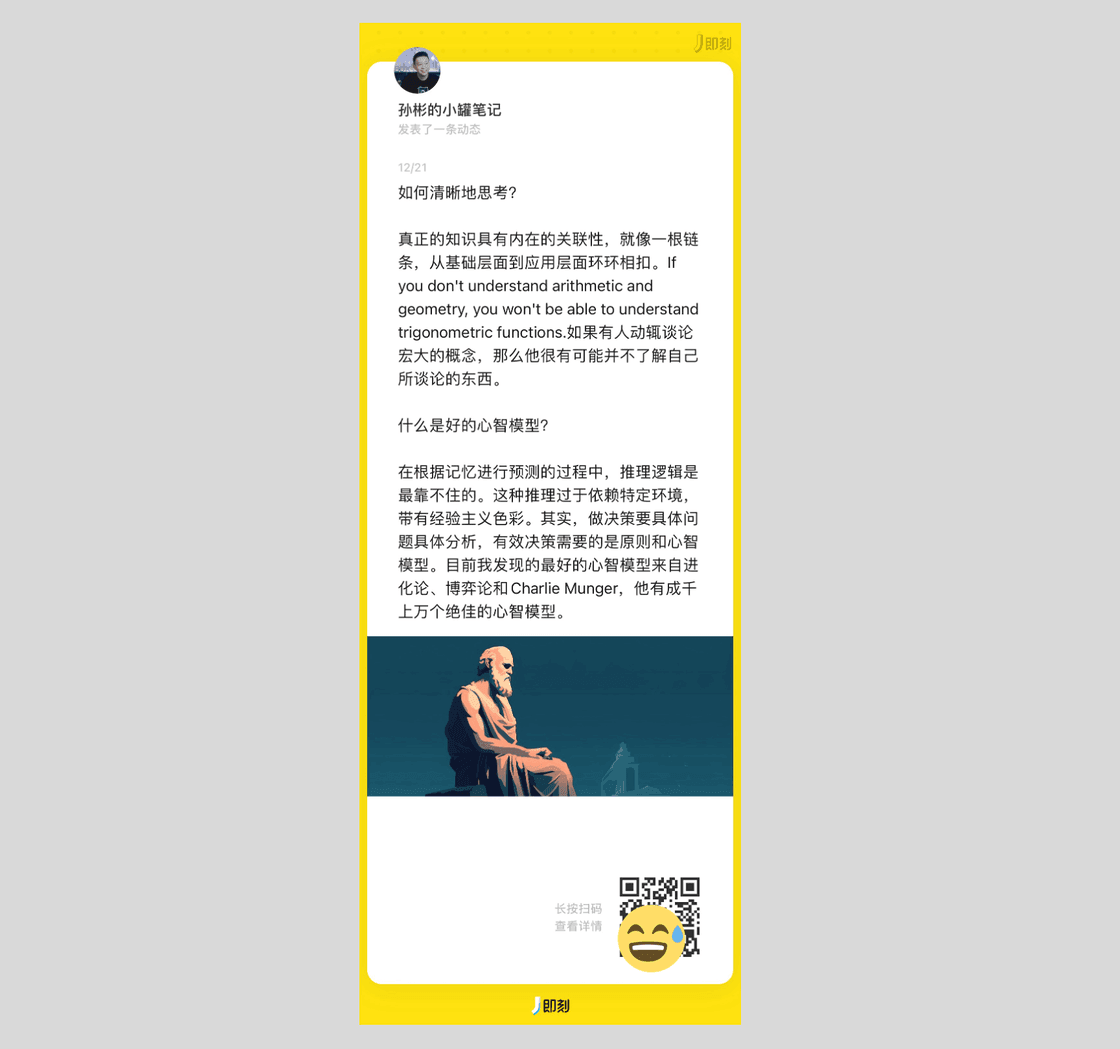 即刻
孙彬的小罐笔记
发表了一条动态
12/21
如何清晰地思考?
真正的知识具有内在的关联性，就像一根链
条，从基础层面到应用层面环环相扣。If
you don't understand arithmetic and
geometry, you won't be able to understand
trigonometric functions.如果有人动辄谈论
宏大的概念，那么他很有可能并不了解自己
所谈论的东西。
什么是好的心智模型?
在根据记忆进行预测的过程中，推理逻辑是
最靠不住的。这种推理过于依赖特定环境，
带有经验主义色彩。其实，做决策要具体问
题具体分析，有效决策需要的是原则和心智
模型。目前我发现的最好的心智模型来自进
化论、博弈论和 Charlie Munger，他有成千
上万个绝佳的心智模型。
长按扫码
查看详情
即刻